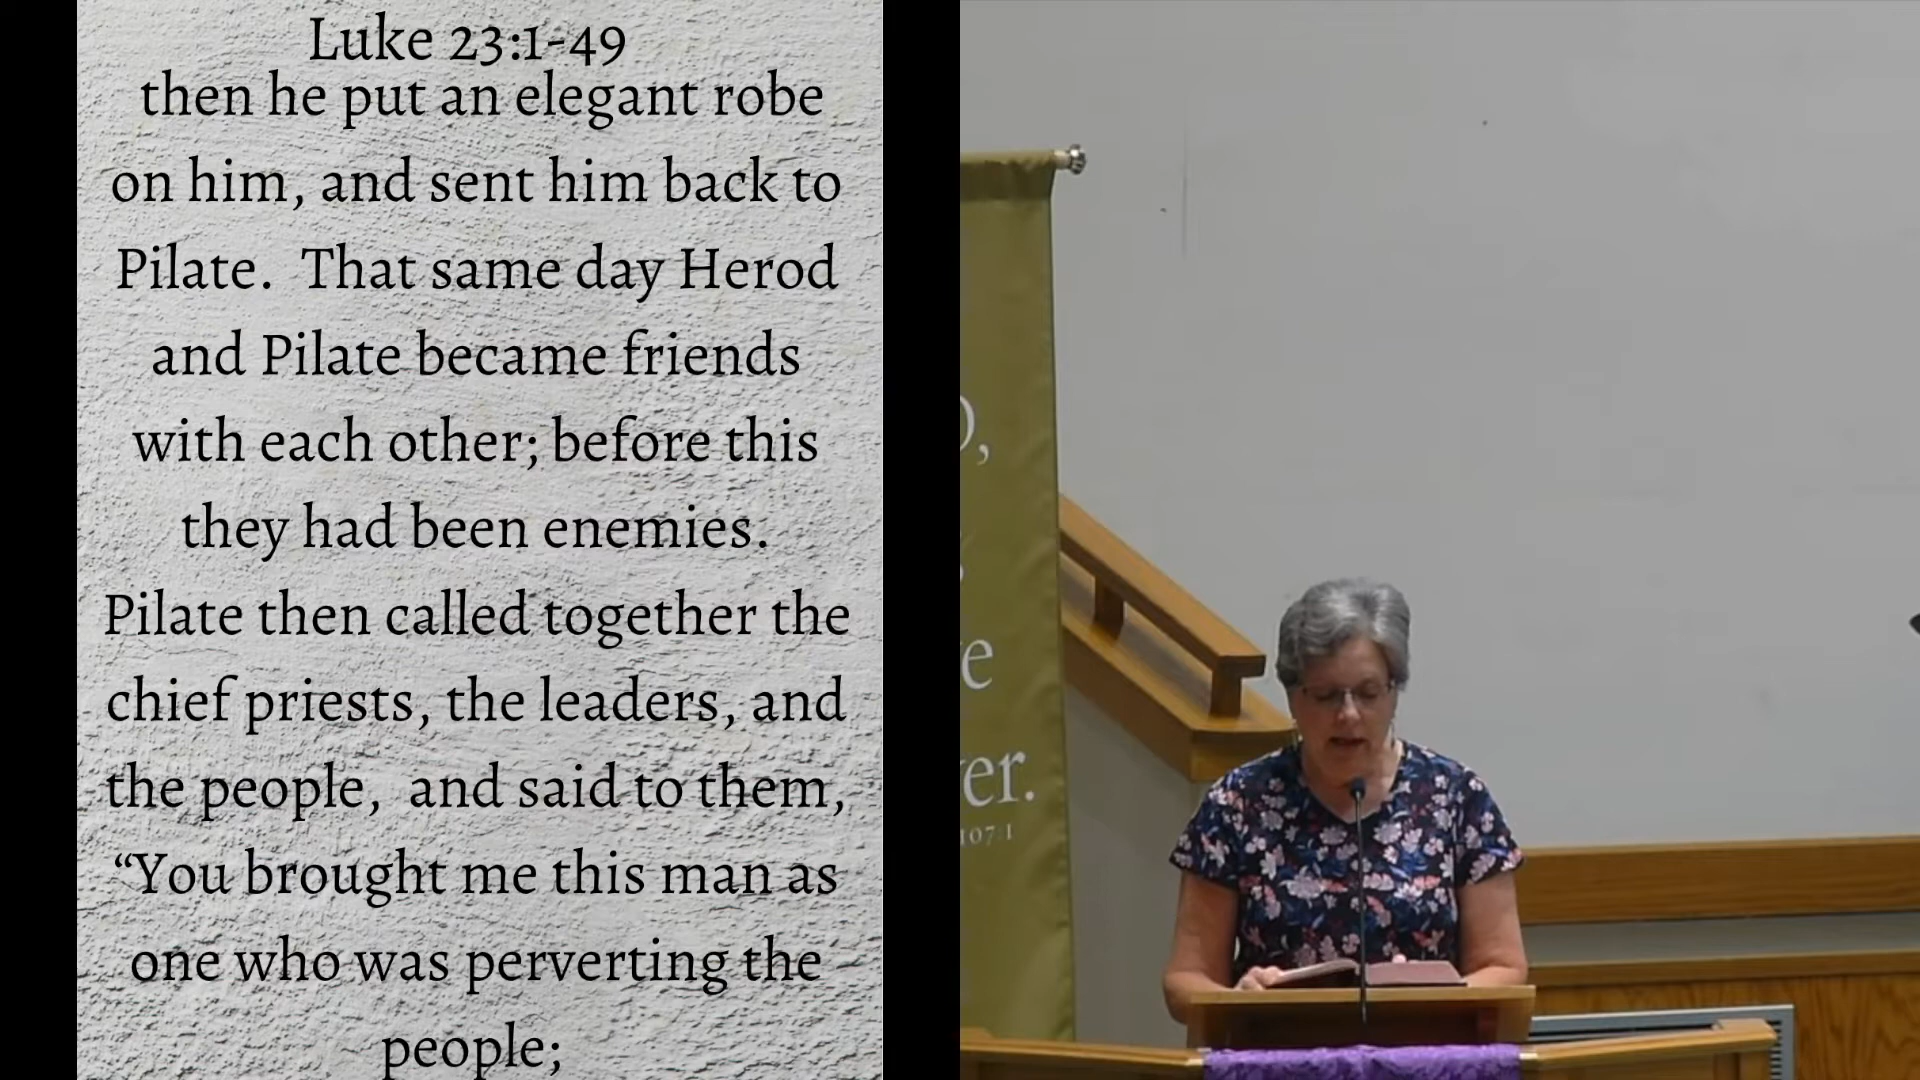 Luke 23:1-49
then he put an elegant robe
on him, and sent him back to
Pilate.  That same day Herod
and Pilate became friends
with each other; before this
they had been enemies.
Pilate then called together the
chief priests, the leaders, and
the people,  and said to them,
“You brought me this man as
one who was perverting the
people;
er.
107:1